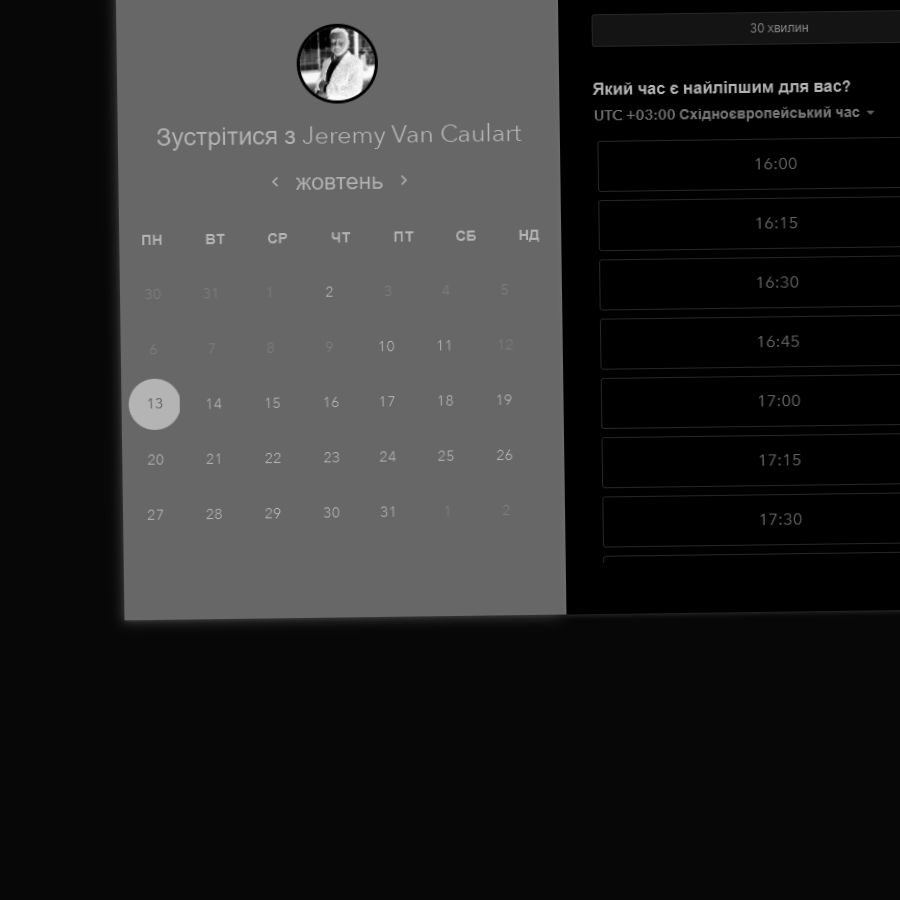 Зустрітися з Jeremy Van Caulart
жовтень
ПН ВТ СР ЧТ ПТ СБ НД
30 31 1 2 3 4 5
6 7 8 9 10 11 12
13 14 15 16 17 18 19
20 21 22 23 24 25 26
27 28 29 30 31 1 2
30 хвилин
Який час є найліпшим для вас?
UTC +03:00 Східноєвропейський час
16:00
16:15
16:30
16:45
17:00
17:15
17:30